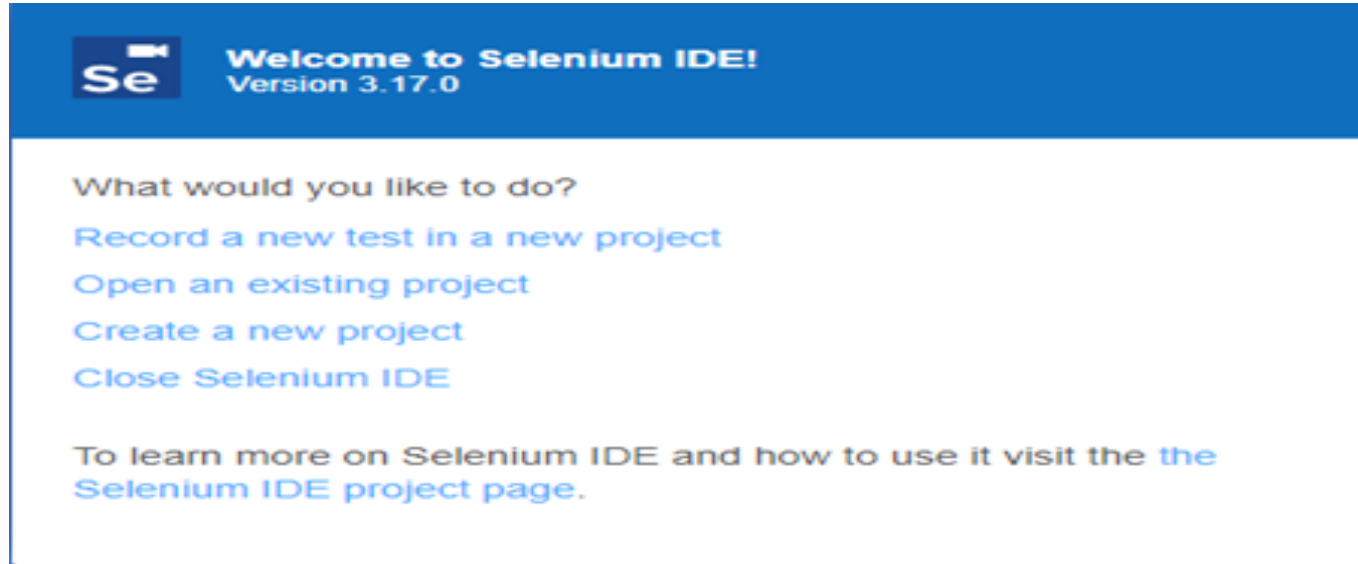 Se
Welcome to Selenium IDE!
Version 3.17.0
What would you like to do?
Record a new test in a new project
Open an existing project
Create a new project
Close Selenium IDE
To learn more on Selenium IDE and how to use it visit the the
Selenium IDE project page.